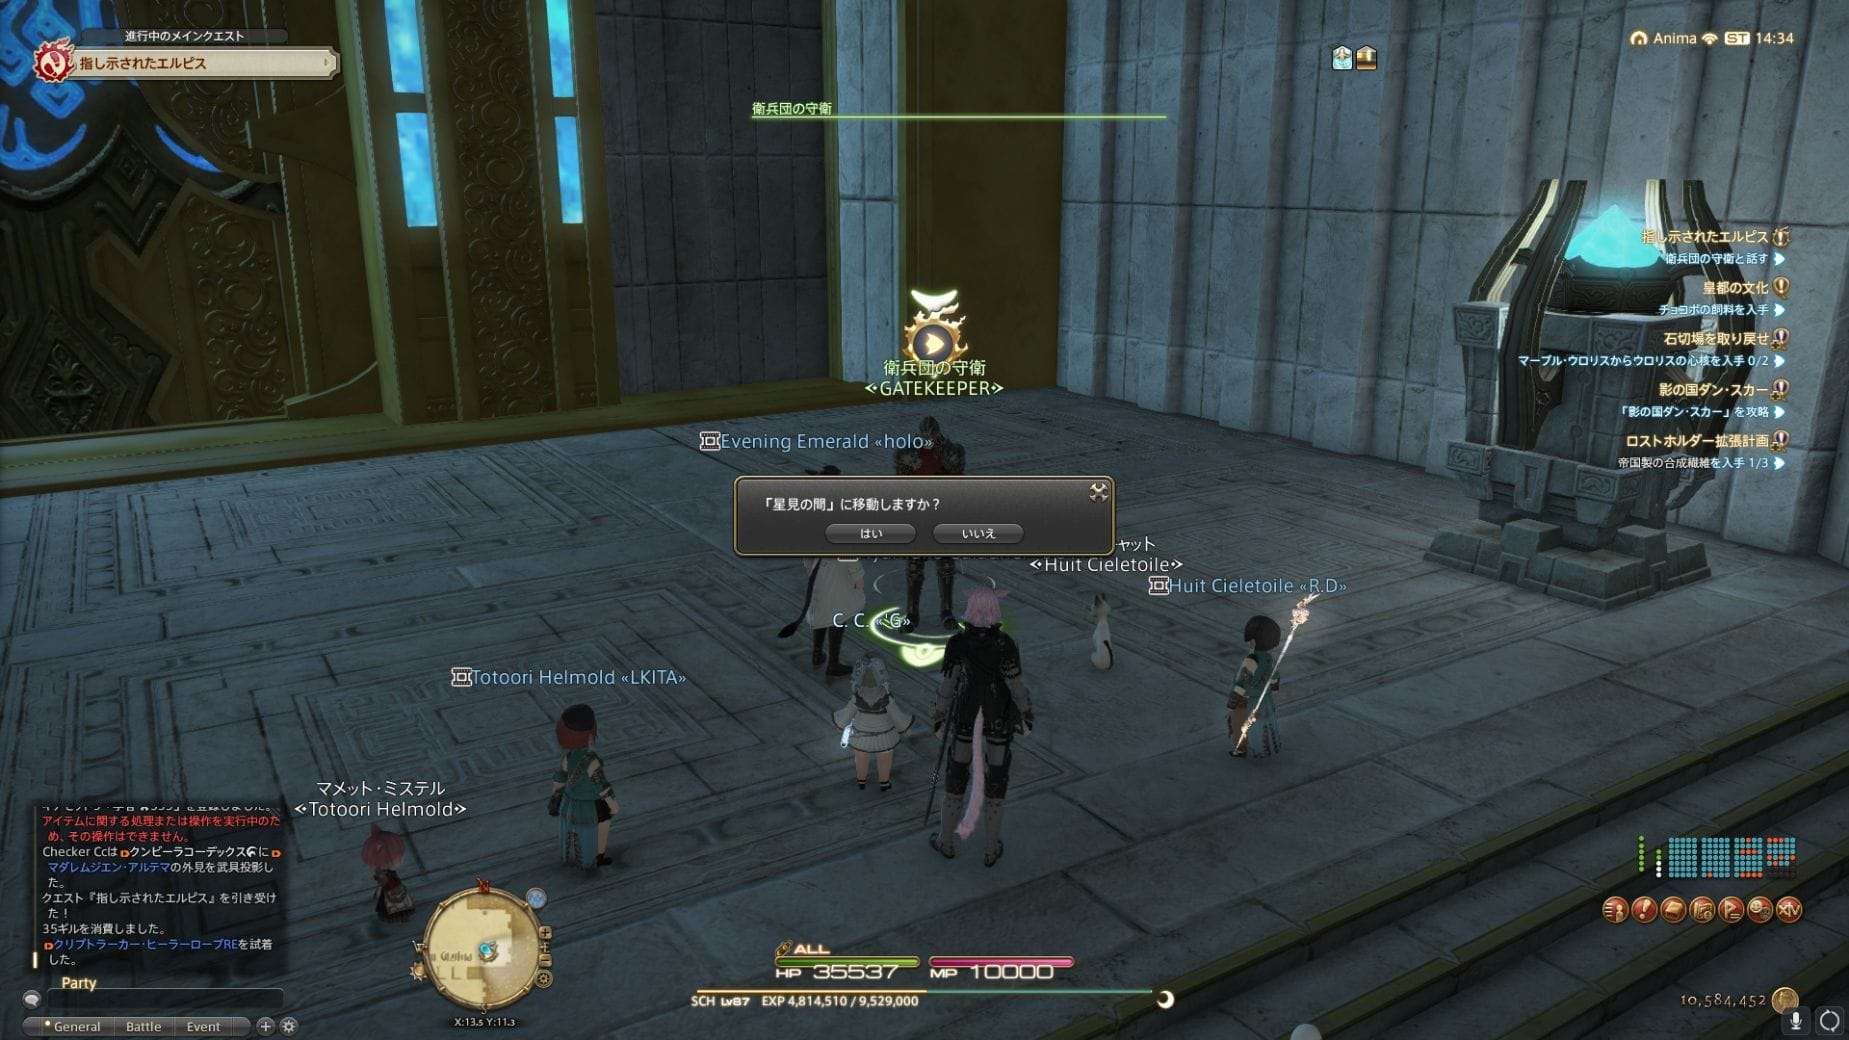 進行中のメインクエスト
指し示されたエルピス
Anima ST 14:34
衛兵団の守衛
指し示されたエルピス
衛兵団の守衛と話す
皇都の文化
チョコボの飼料を入手
石切場を取り戻せ
マーブル・ウロリスからウロリスの心核を入手 0/2
影の国ダン・スカー
「影の国ダン・スカー」を攻略
ロストホルダー拡張計画
帝国製の合成繊維を入手 1/3
衛兵団の守衛
GATEKEEPER
Evening Emerald «holo»
「星見の間」に移動しますか？
はい
いいえ
ャット
Huit Cieletoile
Huit Cieletoile «R.D»
C. C.
Totoori Helmold «LKITA»
マメット・ミステル
Totoori Helmold
アイテムに関する処理または操作を実行中のた
め、その操作はできません。
Checker Ccは クンビーラコーデックス に
マダレムジエン・アルテマの外見を武具投影し
た。
クエスト『指し示されたエルピス』を引き受け
た！
35ギルを消費しました。
クリプトラーカー・ヒーラーローブREを試着
した。
Party
General Battle Event
X:13.5 Y:11.3
ALL
HP 35537 MP 10000
SCH Lv87 EXP 4,814,510 / 9,529,000
10,584,452
XIV